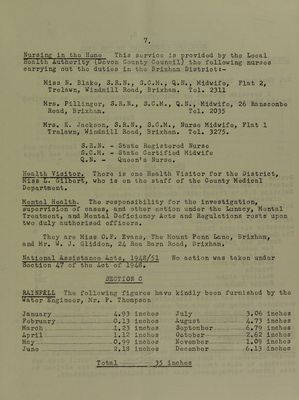 7.
Nursing in the Home This service is provided by the Local
Health Authority (Devon County Council) the following nurses
carrying out the duties in the Brixham District:-
Miss N. Blake, S.R.N., S.C.M., Q.N., Midwife, Flat 2,
Trelawn, Windmill Road, Brixham. Tel. 2311
Mrs. Pillinger, S.R.N., S.C.M., Q.N., Midwife, 26 Ranscombe
Road, Brixham. Tel. 2035
Mrs. K. Jackson, S.R.N., S.C.M., Nurse Midwife, Flat 1
Trelawn, Windmill Road, Brixham. Tel. 3275.
S.R.N. - State Registered Nurse
S.C.M. - State Certified Midwife
Q.N. - Queen's Nurse.
Health Visitor. There is one Health Visitor for the District,
Miss L. Gilbert, who is on the staff of the County Medical
Department.
Mental Health. The responsibility for the investigation,
supervision of cases, and other action under the Lunacy, Mental
Treatment, and Mental Deficiency Acts and Regulations rests upon
two duly authorised officers.
They are Miss O.P. Evans, The Mount Penn Lane, Brixham,
and Mr. W. J. Gliddon, 24 Rea Barn Road, Brixham.
National Assistance Acts, 1948/51 No action was taken under
Section 47 of the Act of 1948.
SECTION C
RAINFALL The following figures have kindly been furnished by the
Water Engineer, Mr. P. Thompson
January 4.93 inches July 3.06 inches
February 0.13 inches August 4.73 inches
March 1.23 inches September 6.79 inches
April 1.12 inches October 2.62 inches
May 0.99 inches November 1.09 inches
June 2.18 inches December 6.13 inches
Total 35 inches